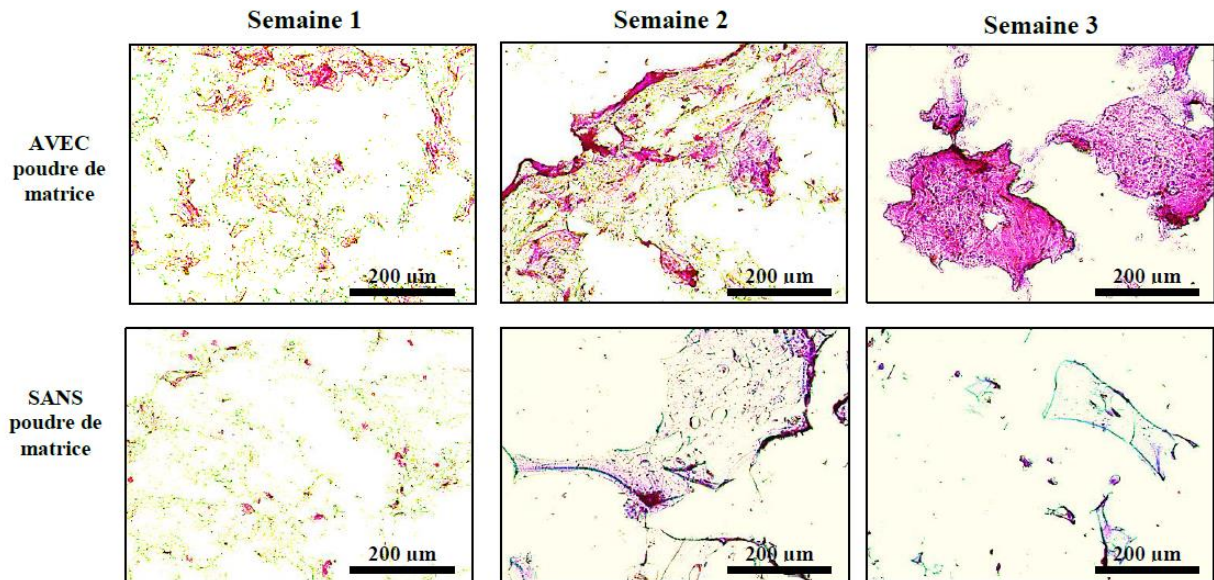 Semaine 1
Semaine 2
Semaine 3
AVEC
poudre de
matrice
200 µm
200 µm
200 µm
SANS
poudre de
matrice
200 µm
200 µm
200 µm